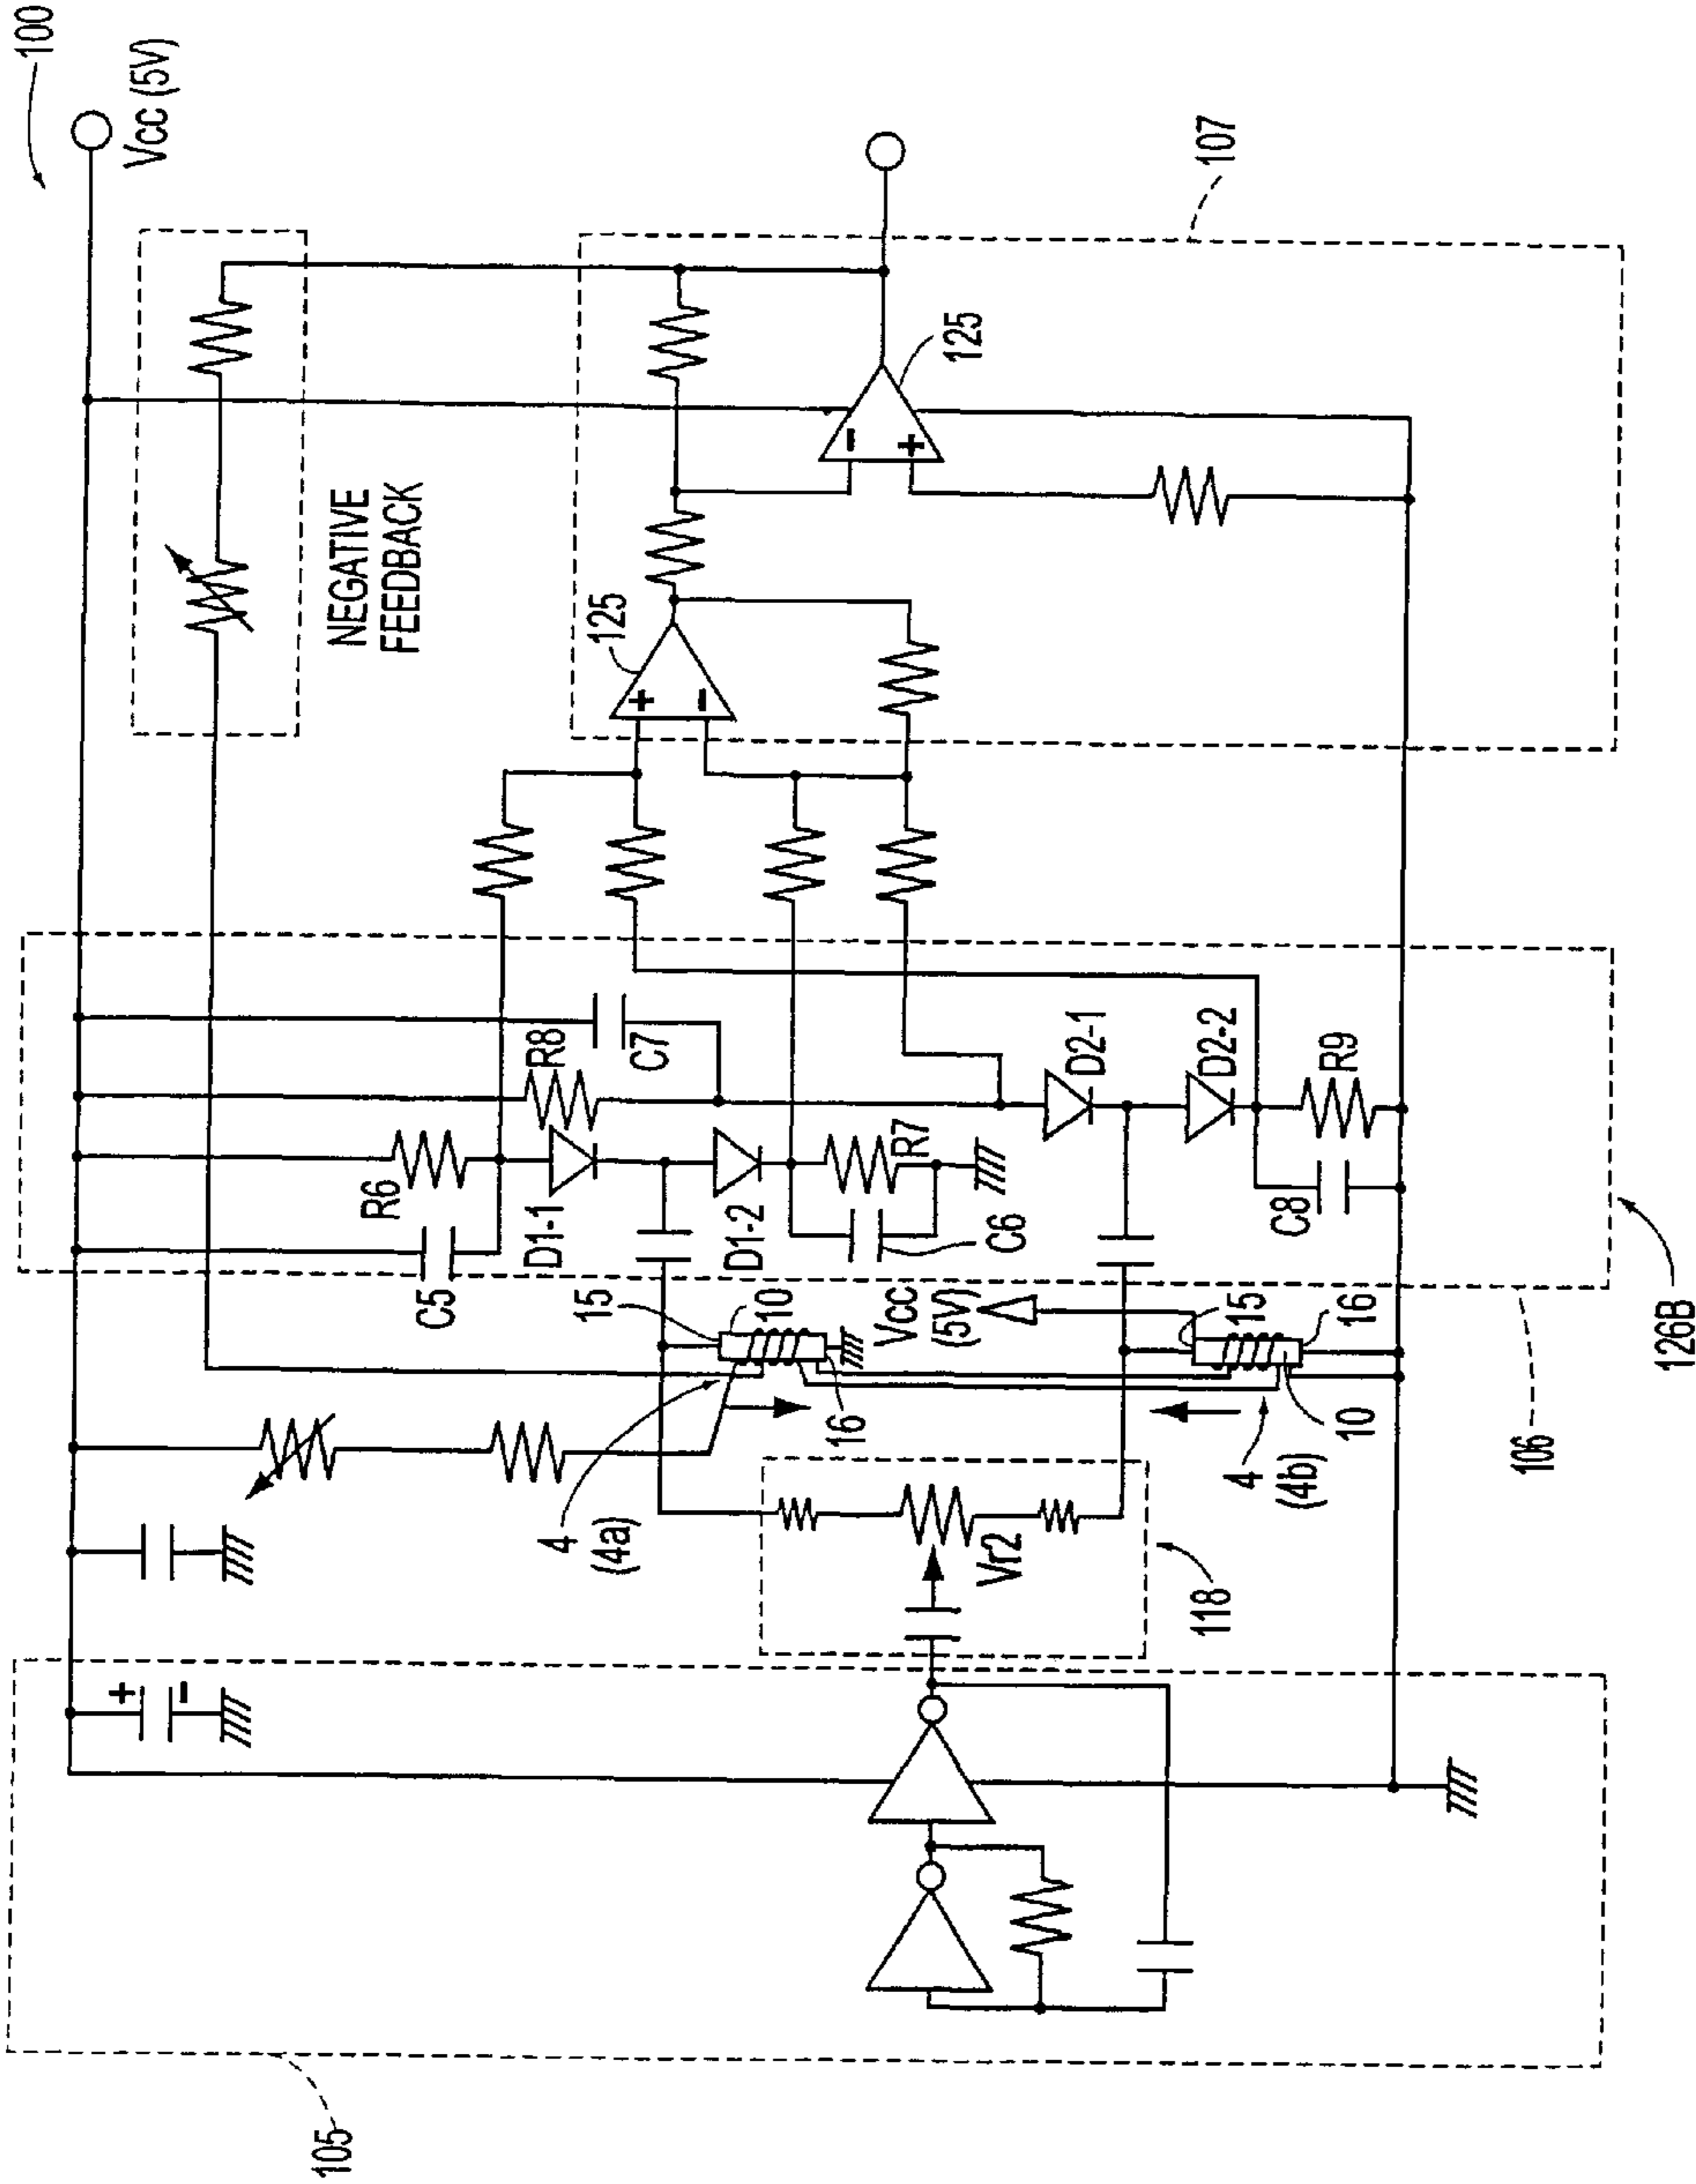 100
Vcc (5V)
107
125
NEGATIVE
FEEDBACK
125
R8
C7
D2-1
D2-2
R9
R6
R7
C5
D1-1
D1-2
C6
C8
126B
15
10
Vcc
(5V)
15
16
16
106
4
(4a)
4
(4b)
10
Vr2
118
+
−
+
−
+
−
105